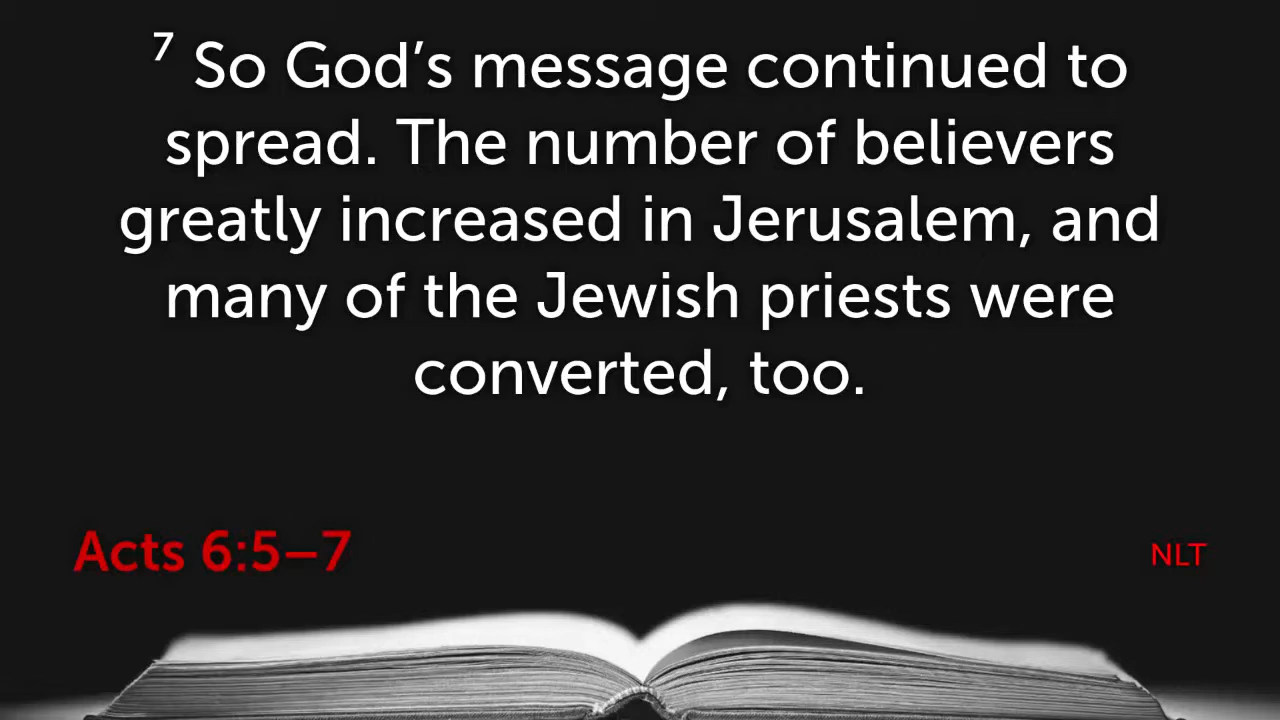 ⁷ So God’s message continued to
spread. The number of believers
greatly increased in Jerusalem, and
many of the Jewish priests were
converted, too.
Acts 6:5–7
NLT